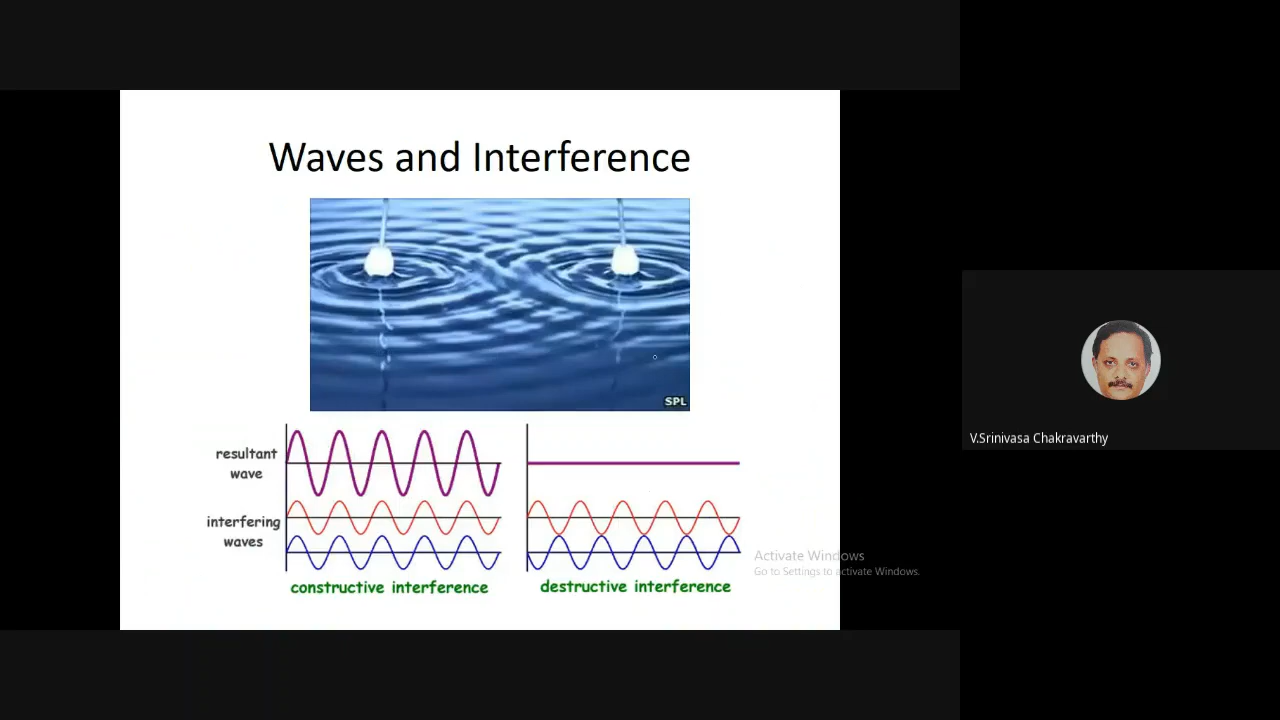 Waves and Interference
SPL
resultant
wave
interfering
waves
constructive interference
destructive interference
Activate Windows
Go to Settings to activate Windows.
V.Srinivasa Chakravarthy